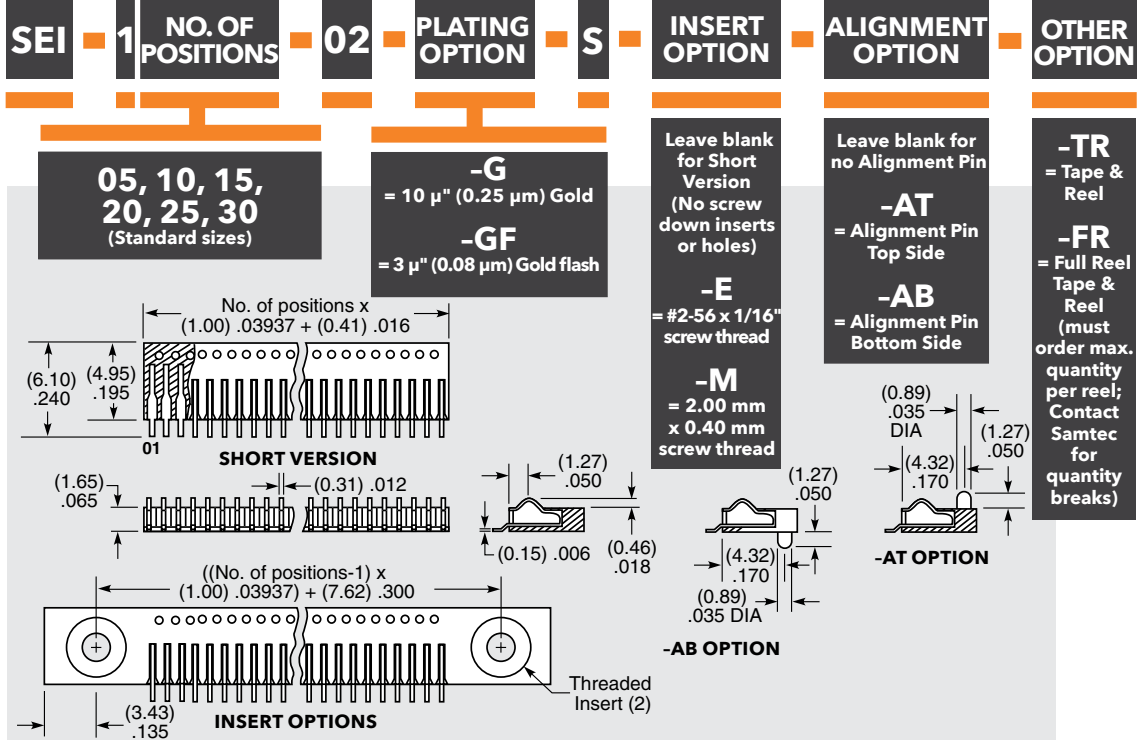 SEI - 1 NO. OF POSITIONS - 02 - PLATING OPTION - S - INSERT OPTION - ALIGNMENT OPTION - OTHER OPTION
05, 10, 15,
20, 25, 30
(Standard sizes)
–G
= 10 µ" (0.25 µm) Gold
–GF
= 3 µ" (0.08 µm) Gold flash
Leave blank
for Short
Version
(No screw
down inserts
or holes)
–E
= #2-56 x 1/16"
screw thread
–M
= 2.00 mm
x 0.40 mm
screw thread
Leave blank for
no Alignment Pin
–AT
= Alignment Pin
Top Side
–AB
= Alignment Pin
Bottom Side
–TR
= Tape &
Reel
–FR
= Full Reel
Tape &
Reel
(must
order max.
quantity
per reel;
Contact
Samtec
for
quantity
breaks)
No. of positions x
(1.00) .03937 + (0.41) .016
(6.10)
.240
(4.95)
.195
01
SHORT VERSION
(1.65)
.065
(0.31) .012
(1.27)
.050
(0.15) .006
(0.46)
.018
(1.27)
.050
(4.32)
.170
(0.89)
.035 DIA
–AB OPTION
(0.89)
.035
DIA
(1.27)
.050
(4.32)
.170
–AT OPTION
((No. of positions-1) x
(1.00) .03937) + (7.62) .300
Threaded
Insert (2)
(3.43)
.135
INSERT OPTIONS